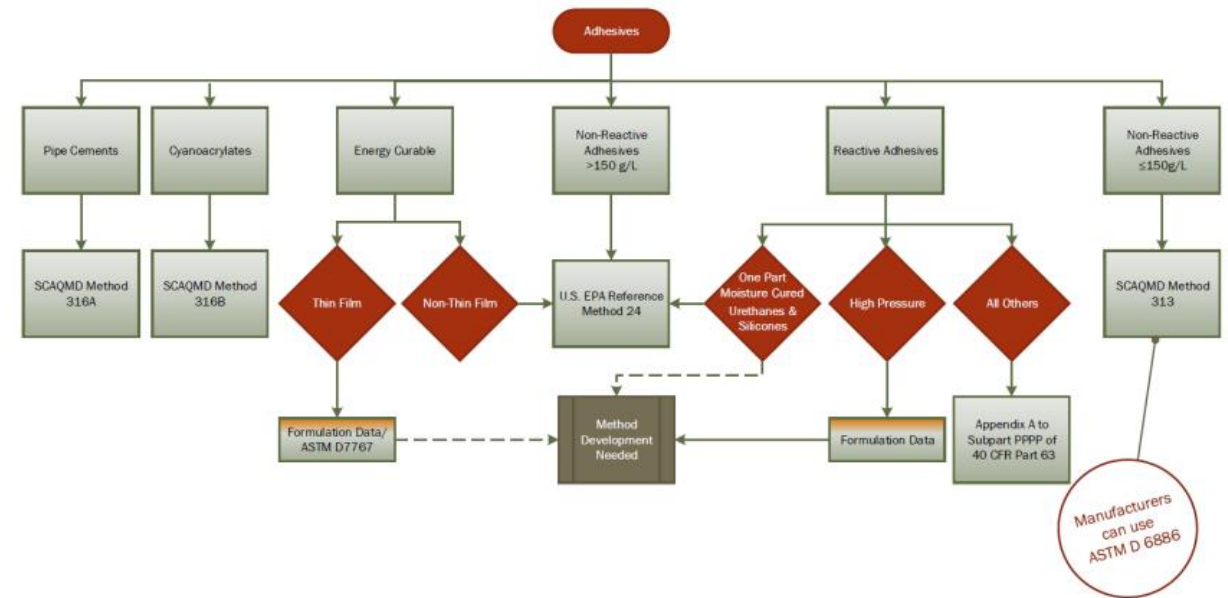 Adhesives
Pipe Cements
Cyanoacrylates
Energy Curable
Non-Reactive
Adhesives
>150 g/L
Reactive Adhesives
Non-Reactive
Adhesives
≤150g/L
SCAQMD Method
316A
SCAQMD Method
316B
Thin Film
Non-Thin Film
U.S. EPA Reference
Method 24
One Part
Moisture Cured
Urethanes &
Silicones
High Pressure
All Others
SCAQMD Method
313
Formulation Data/
ASTM D7767
Method
Development
Needed
Formulation Data
Appendix A to
Subpart PPPP of
40 CFR Part 63
Manufacturers
can use
ASTM D 6886